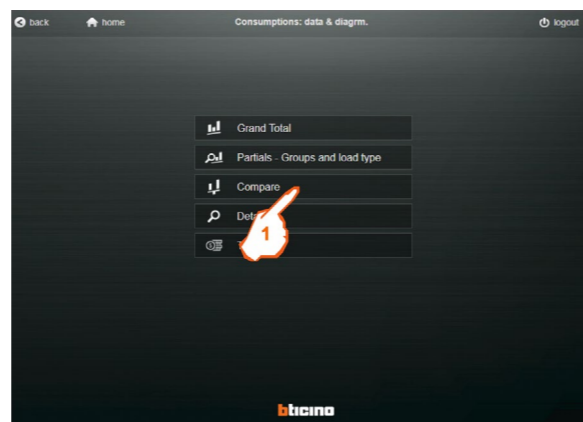 back home Consumptions: data & diagrm. logout
Grand Total
Partials - Groups and load type
Compare
1
bticino